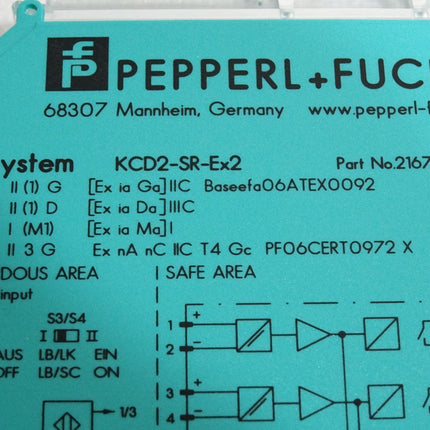 PEPPERL+FUC
68307 Mannheim, Germany www.pepperl-f
ystem KCD2-SR-Ex2 Part No.2167
II (1) G [Ex ia Ga] IIC Baseefa06ATEX0092
II (1) D [Ex ia Da] IIIC
I (M1) [Ex ia Ma] I
II 3 G Ex nA nC IIC T4 Gc PF06CERT0972 X
DOUS AREA SAFE AREA
input
S3/S4
I II
AUS LB/LK EIN
OFF LB/SC ON
1/3
1 +
2 -
3 +
4 -